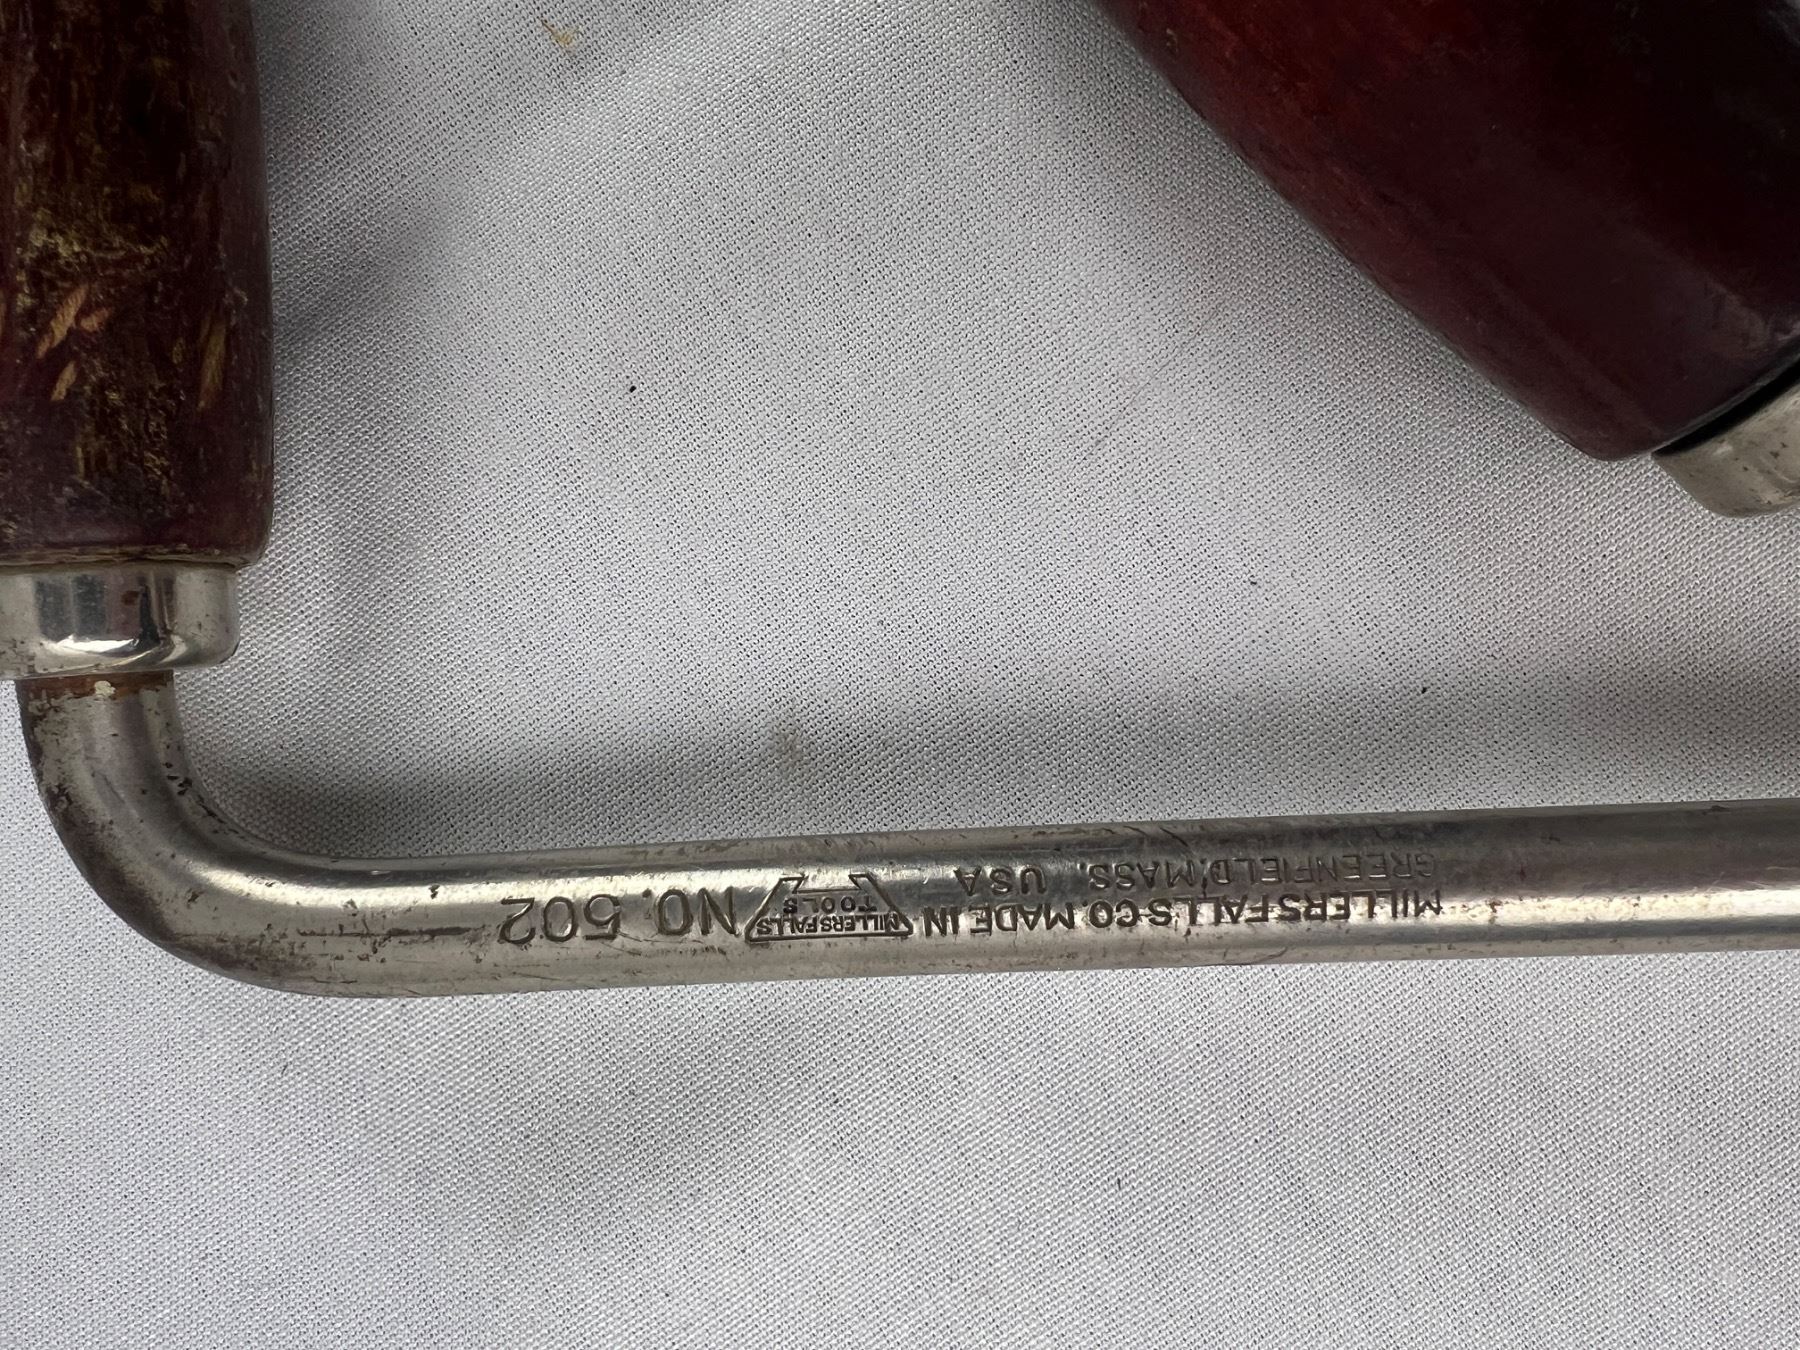 MILLERS FALLS CO. MADE IN
GREENFIELD, MASS. USA
MILLERS FALLS
TOOLS
NO. 502